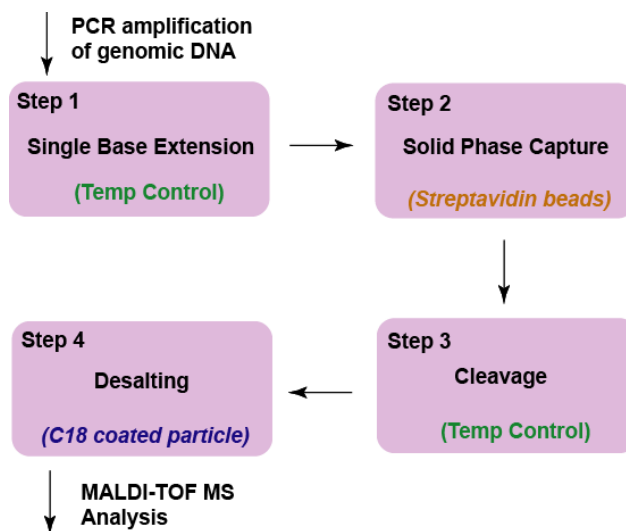 PCR amplification
of genomic DNA
Step 1
Single Base Extension
(Temp Control)
Step 2
Solid Phase Capture
(Streptavidin beads)
Step 3
Cleavage
(Temp Control)
Step 4
Desalting
(C18 coated particle)
MALDI-TOF MS
Analysis